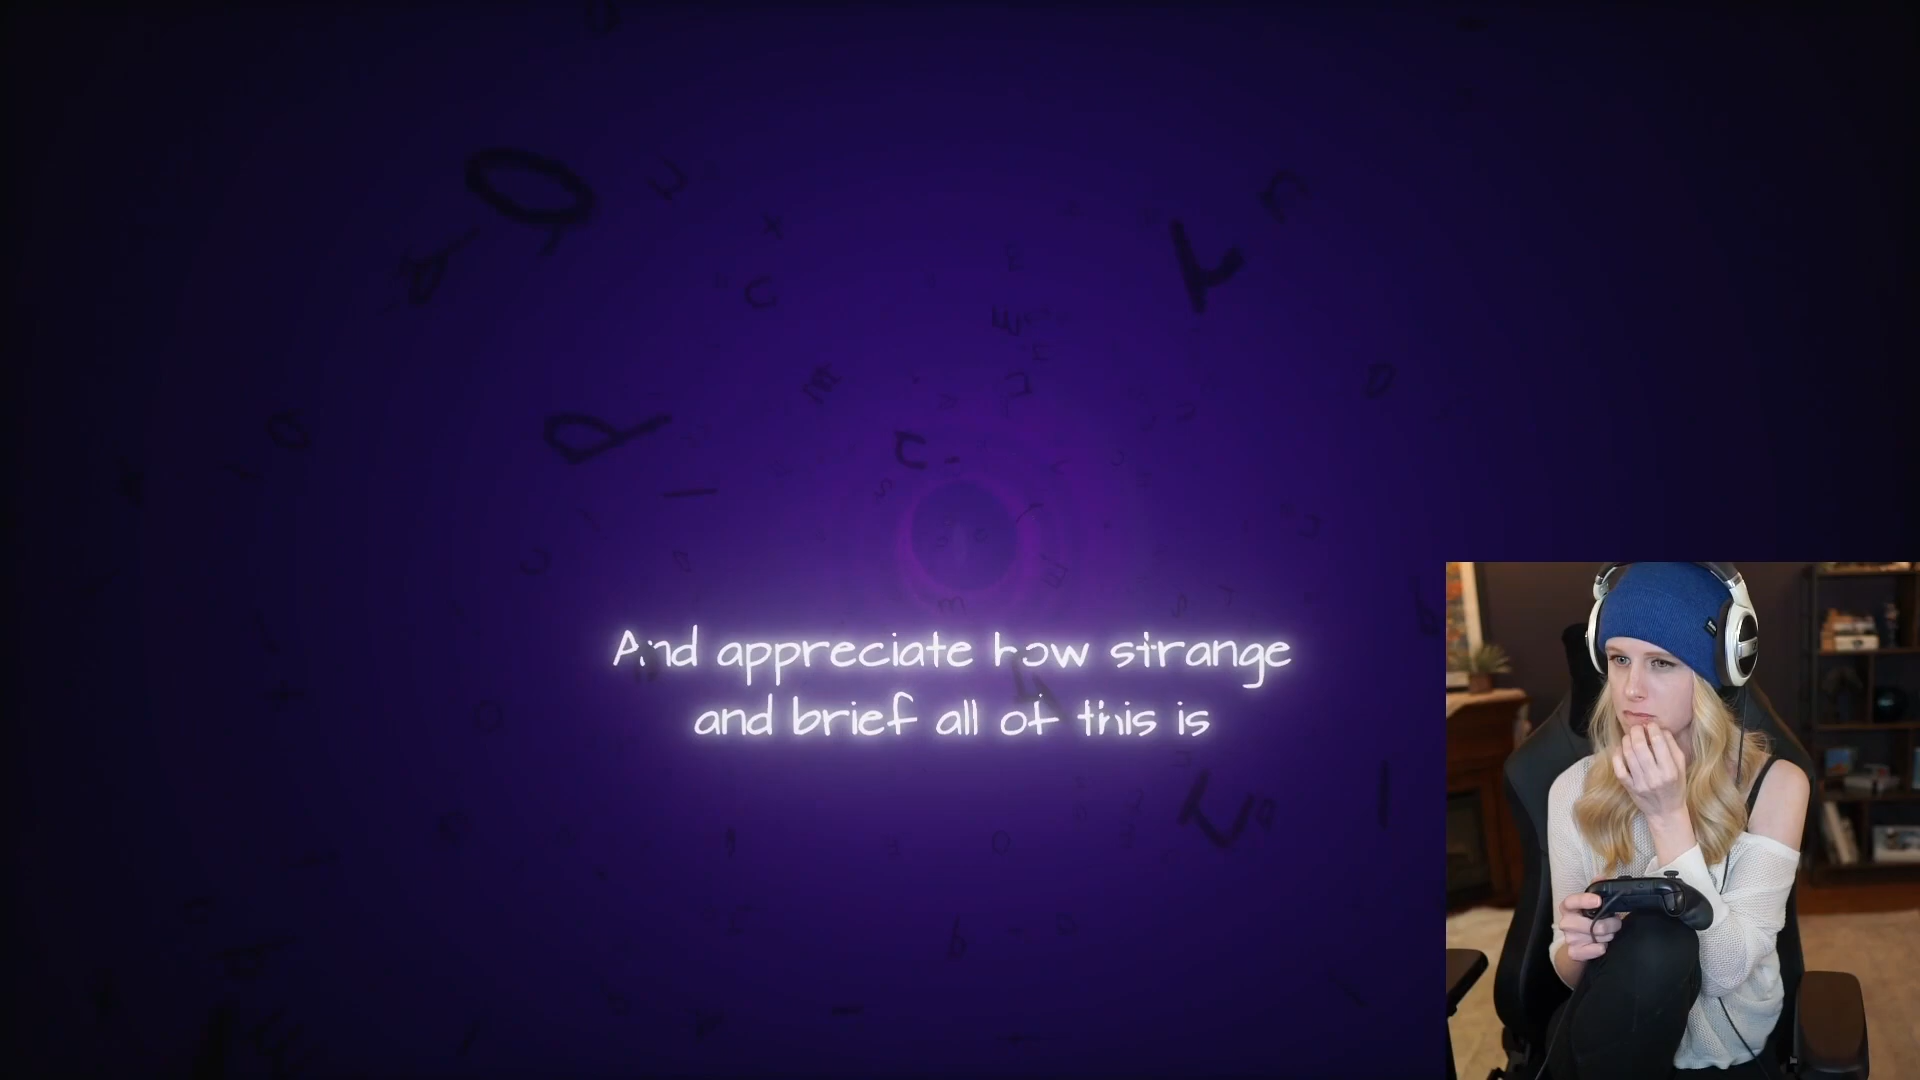 And appreciate how strange
and brief all of this is